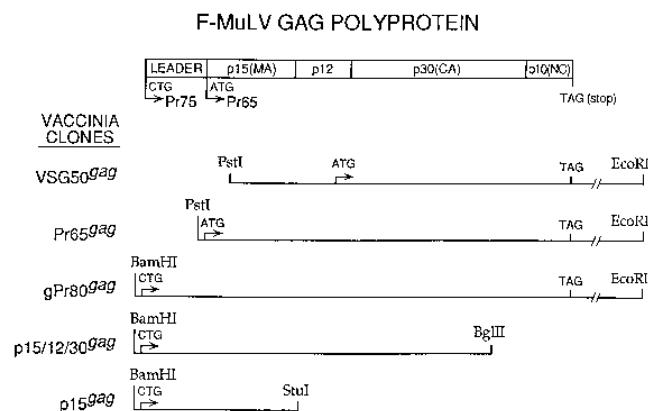 F-MuLV GAG POLYPROTEIN
LEADER p15(MA) p12 p30(CA) p10(NC)
CTG ATG
Pr75 Pr65 TAG (stop)
VACCINIA
CLONES
PstI ATG TAG EcoRI
VSG50gag
PstI ATG TAG EcoRI
Pr65gag
BamHI CTG TAG EcoRI
gPr80gag
BamHI CTG BglII
p15/12/30gag
BamHI CTG StuI
p15gag